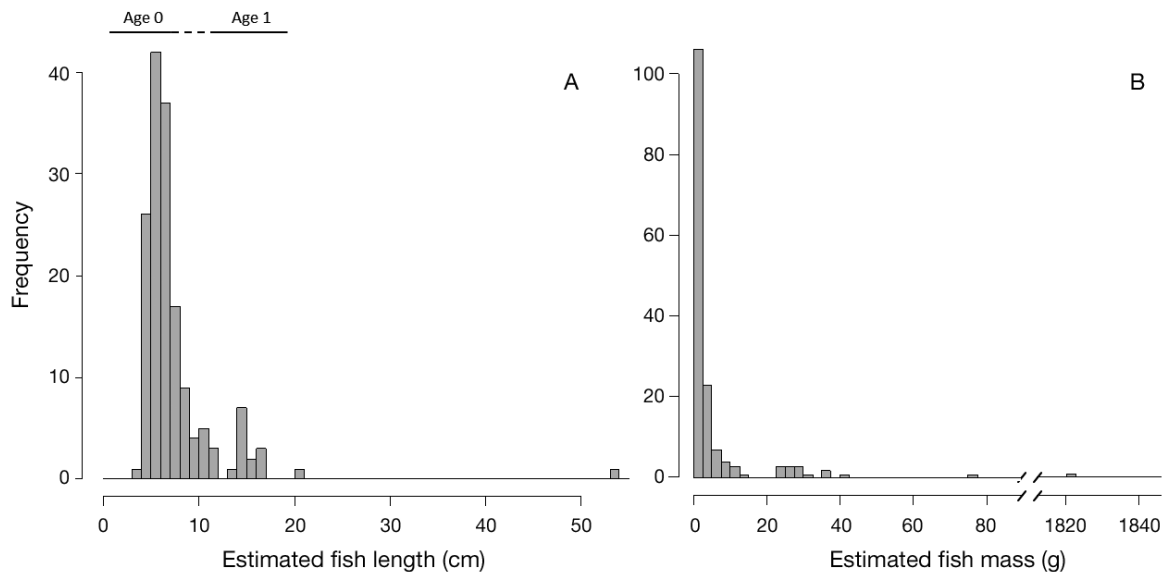 Age 0 Age 1
A
B
Frequency
40
30
20
10
0
0 10 20 30 40 50
Estimated fish length (cm)
100
80
60
40
20
0
0 20 40 60 80 1820 1840
Estimated fish mass (g)